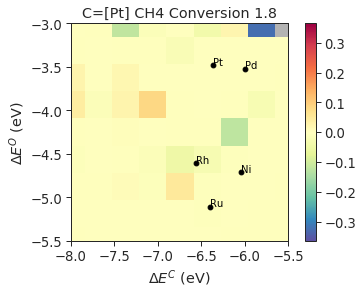 C=[Pt] CH4 Conversion 1.8
−3.0
−3.5
−4.0
−4.5
−5.0
−5.5
ΔE^O (eV)
Pt
Pd
Rh
Ni
Ru
−8.0 −7.5 −7.0 −6.5 −6.0 −5.5
ΔE^C (eV)
0.3
0.2
0.1
0.0
−0.1
−0.2
−0.3